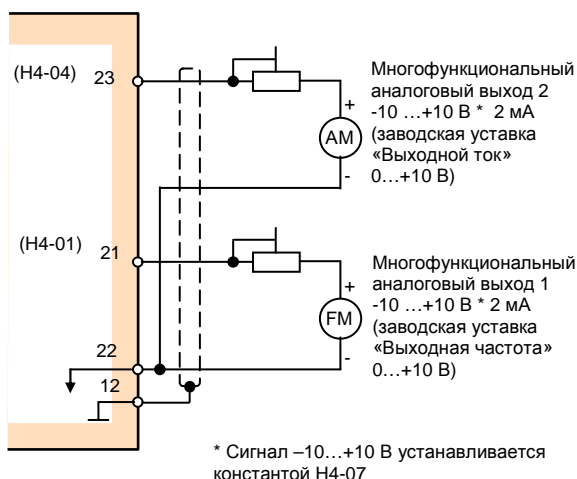 (H4-04) 23
+
AM
-
Многофункциональный
аналоговый выход 2
-10 ...+10 В * 2 мА
(заводская уставка
«Выходной ток»
0...+10 В)
(H4-01) 21
+
FM
-
Многофункциональный
аналоговый выход 1
-10 ...+10 В * 2 мА
(заводская уставка
«Выходная частота»
0...+10 В)
22
12
* Сигнал –10...+10 В устанавливается
константой H4-07